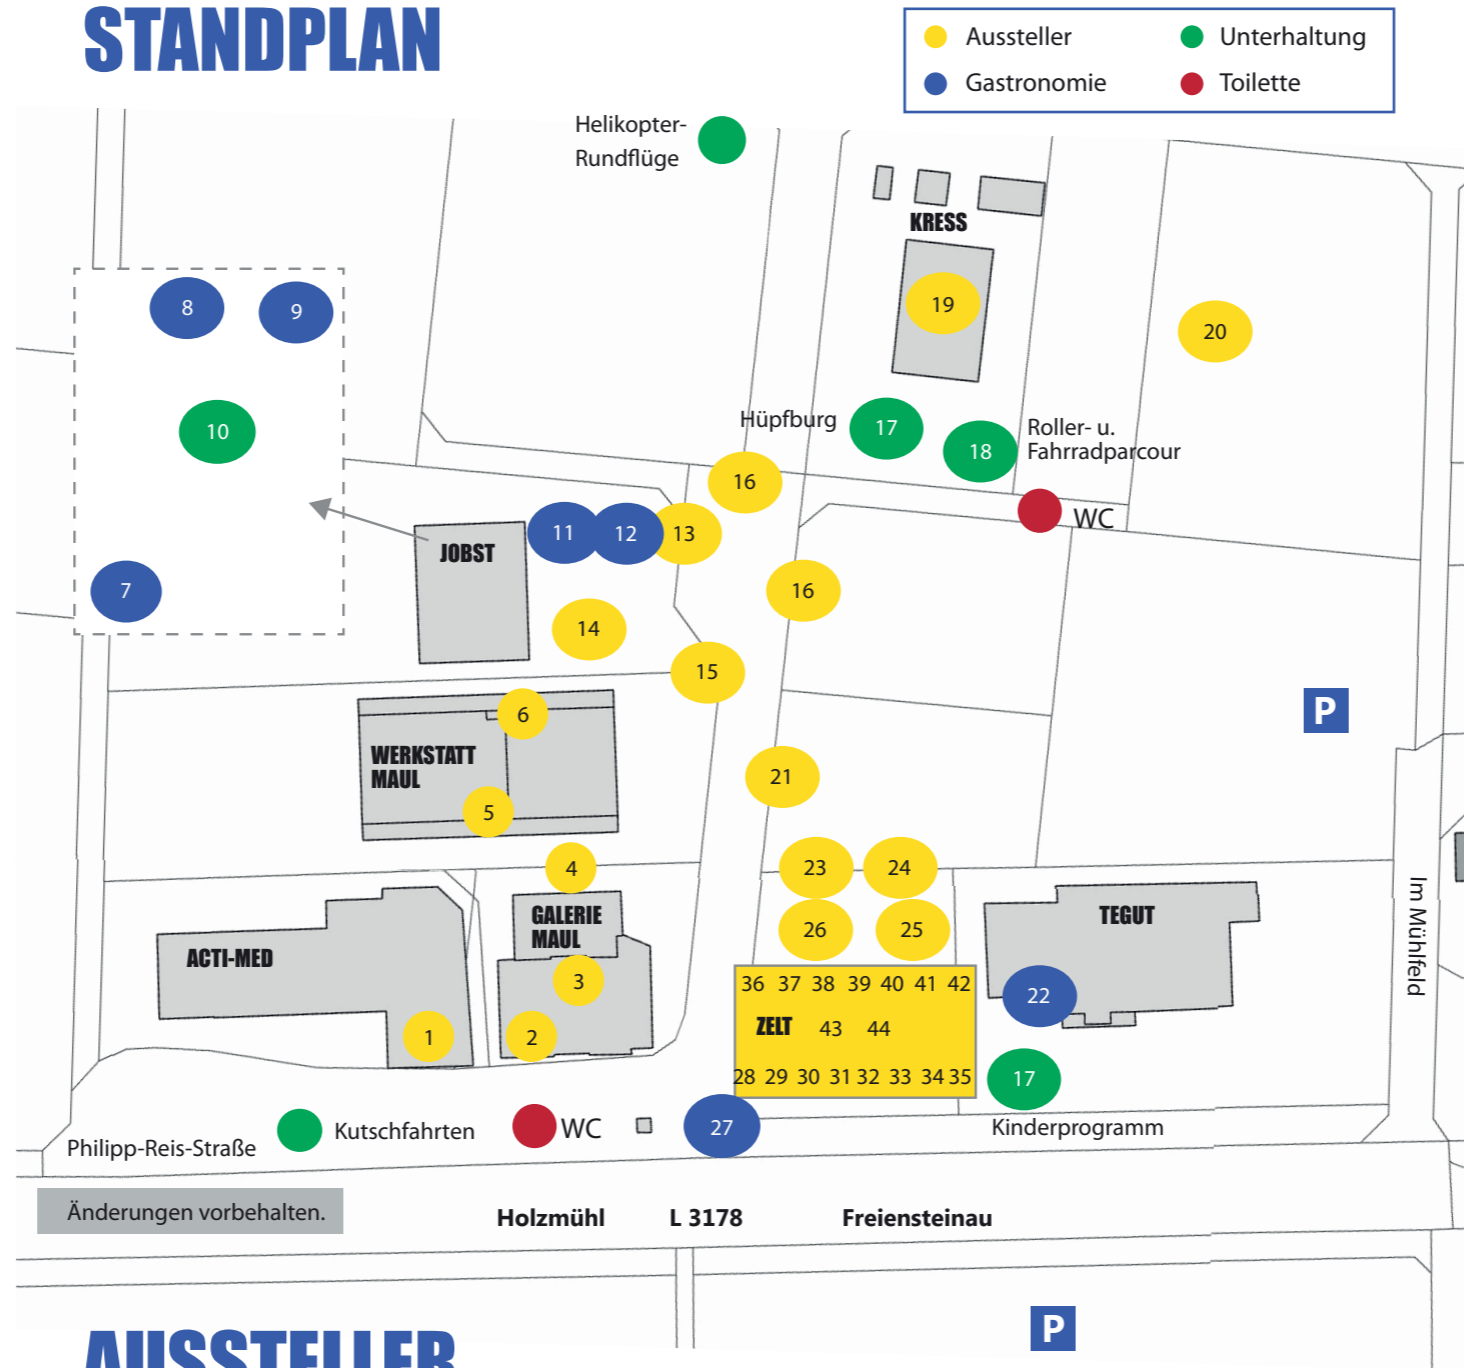 STANDPLAN
Aussteller
Unterhaltung
Gastronomie
Toilette
Helikopter-
Rundflüge
KRESS
8
9
19
20
10
Hüpfburg
17
18
Roller- u.
Fahrradparcour
16
WC
11
12
13
JOBST
7
16
14
15
6
P
WERKSTATT
MAUL
21
5
4
23
24
GALERIE
MAUL
26
25
TEGUT
Im Mühlfeld
ACTI-MED
3
36 37 38 39 40 41 42
22
1
2
ZELT 43 44
28 29 30 31 32 33 34 35
17
Kutschfahrten
WC
27
Kinderprogramm
Philipp-Reis-Straße
Änderungen vorbehalten.
Holzmühl L 3178 Freiensteinau
P
AUSSTELLER